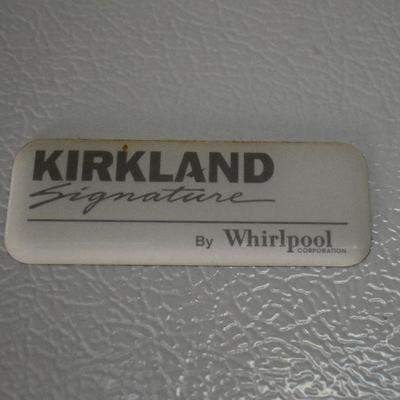 KIRKLAND
Signature
By Whirlpool
CORPORATION